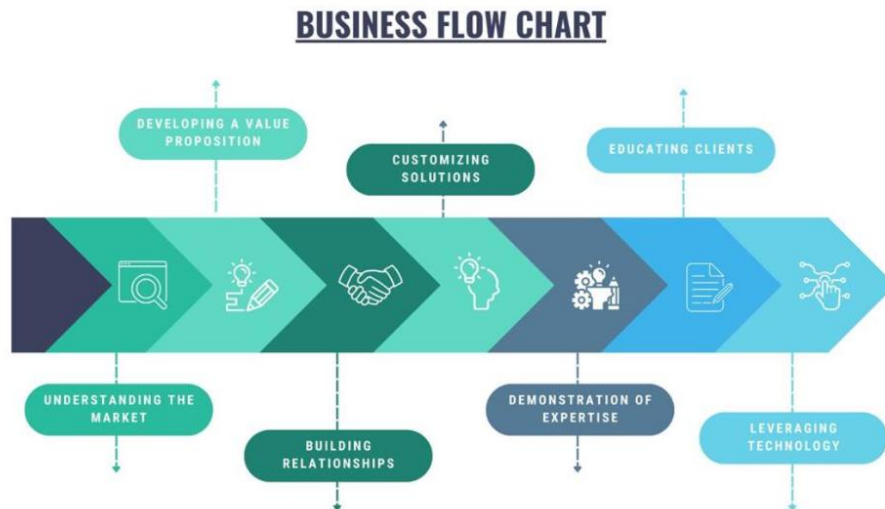 BUSINESS FLOW CHART
DEVELOPING A VALUE
PROPOSITION
CUSTOMIZING
SOLUTIONS
EDUCATING CLIENTS
UNDERSTANDING THE
MARKET
BUILDING
RELATIONSHIPS
DEMONSTRATION OF
EXPERTISE
LEVERAGING
TECHNOLOGY